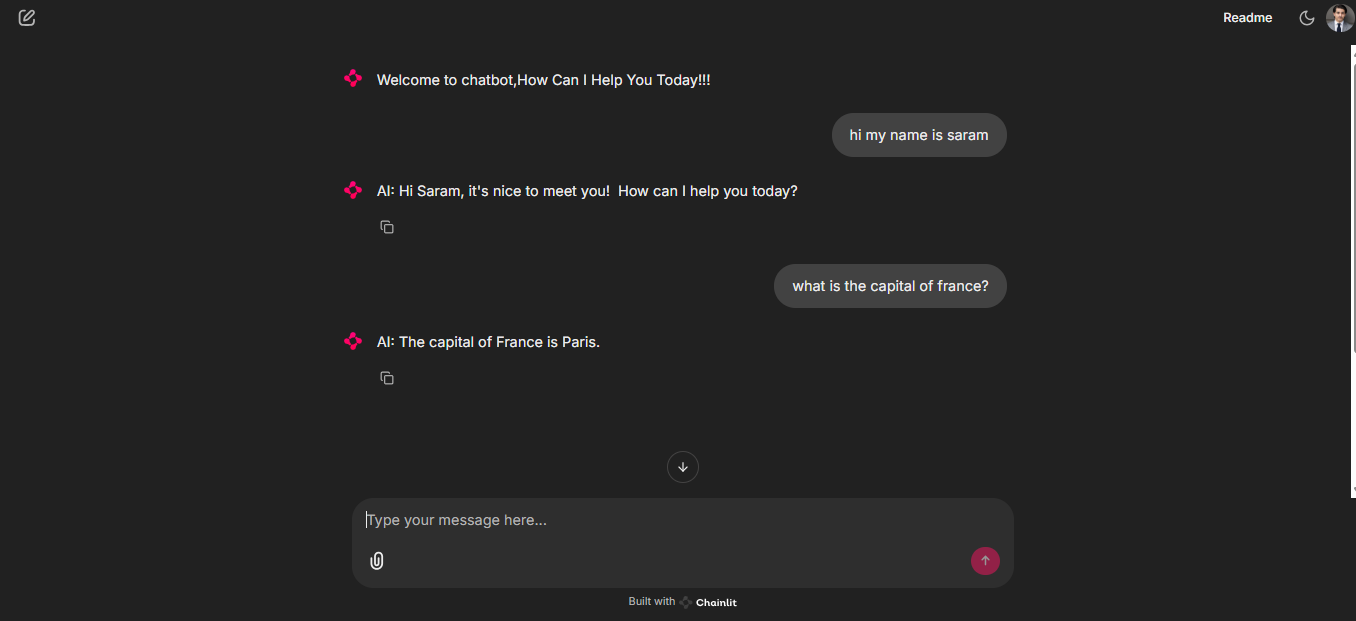 Readme
Welcome to chatbot,How Can I Help You Today!!!
hi my name is saram
AI: Hi Saram, it's nice to meet you!  How can I help you today?
what is the capital of france?
AI: The capital of France is Paris.
Type your message here...
Built with Chainlit